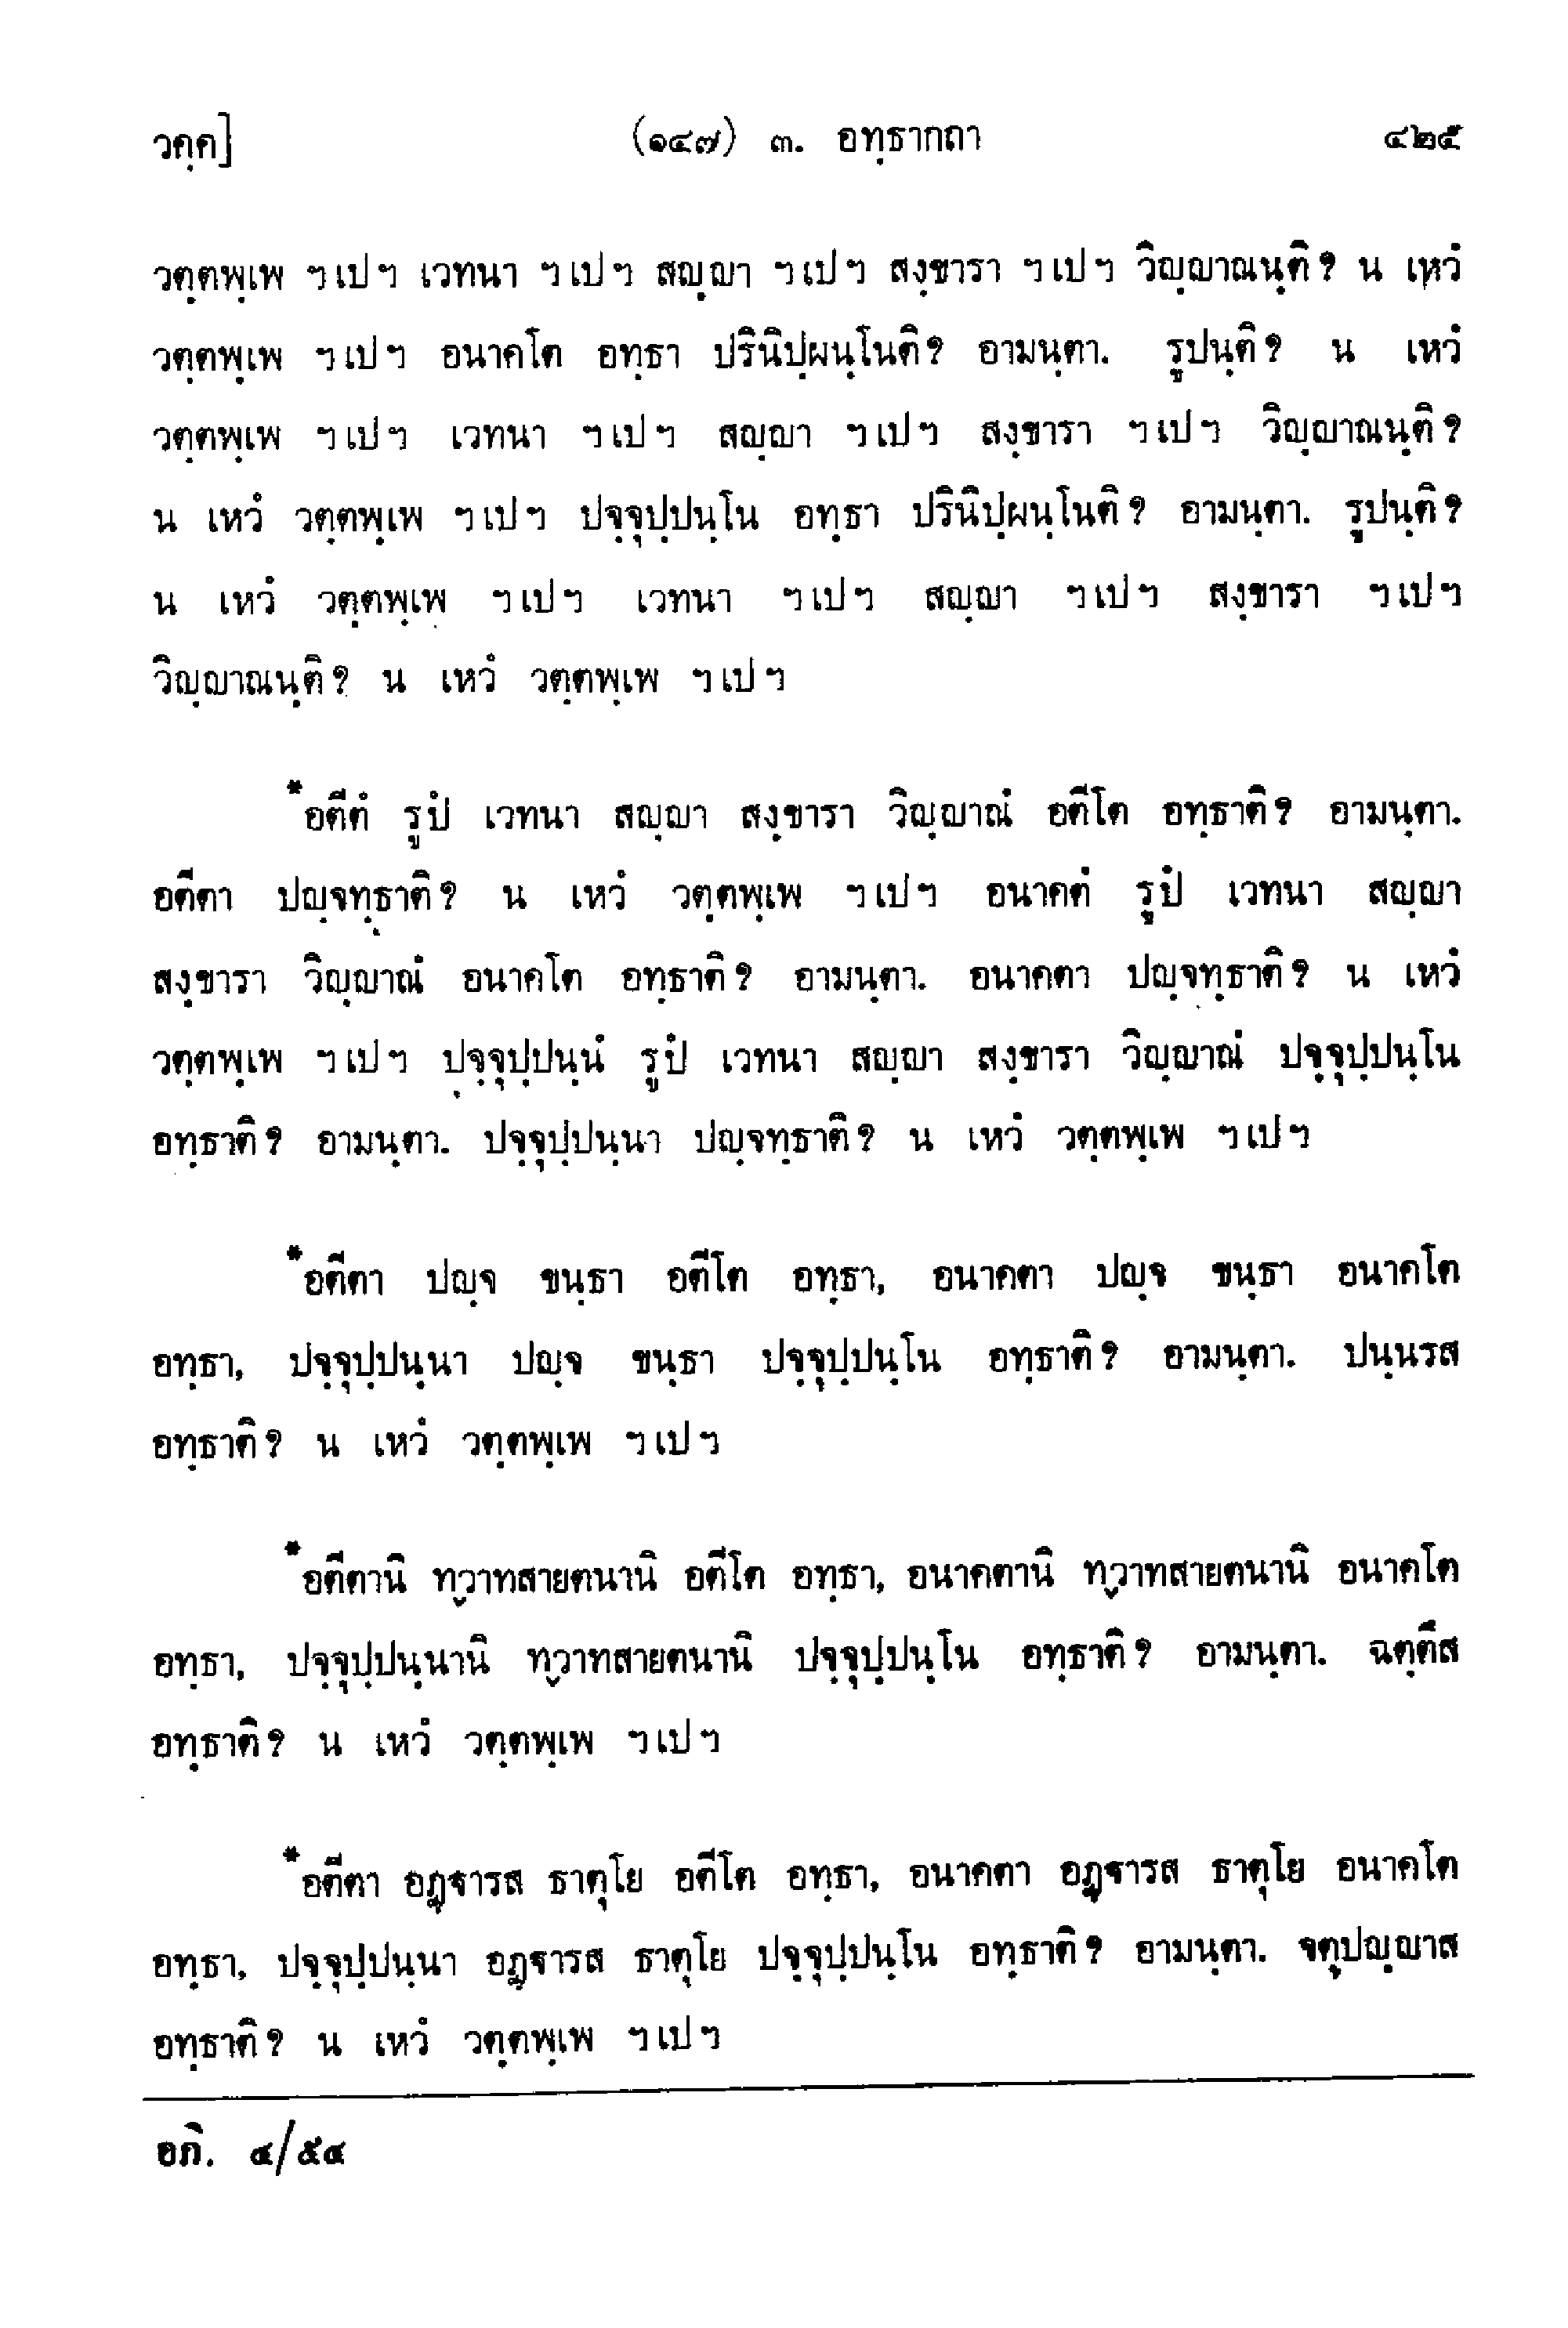 วคฺค] (๑๔๗) ๓. อทฺธากถา ๔๒๕
วตฺตพฺเพ ฯเปฯ เวทนา ฯเปฯ สญฺญา ฯเปฯ สงฺขารา ฯเปฯ วิญฺญาณนฺติ? น เหวํ
วตฺตพฺเพ ฯเปฯ อนาคโต อทฺธา ปรินิปฺผนฺโนติ? อามนฺตา. รูปนฺติ? น เหวํ
วตฺตพฺเพ ฯเปฯ เวทนา ฯเปฯ สญฺญา ฯเปฯ สงฺขารา ฯเปฯ วิญฺญาณนฺติ?
น เหวํ วตฺตพฺเพ ฯเปฯ ปจฺจุปฺปนฺโน อทฺธา ปรินิปฺผนฺโนติ? อามนฺตา. รูปนฺติ?
น เหวํ วตฺตพฺเพ ฯเปฯ เวทนา ฯเปฯ สญฺญา ฯเปฯ สงฺขารา ฯเปฯ
วิญฺญาณนฺติ? น เหวํ วตฺตพฺเพ ฯเปฯ
*อตีตํ รูปํ เวทนา สญฺญา สงฺขารา วิญฺญาณํ อตีโต อทฺธาติ? อามนฺตา.
อตีตา ปญฺจทฺธาติ? น เหวํ วตฺตพฺเพ ฯเปฯ อนาคตํ รูปํ เวทนา สญฺญา
สงฺขารา วิญฺญาณํ อนาคโต อทฺธาติ? อามนฺตา. อนาคตา ปญฺจทฺธาติ? น เหวํ
วตฺตพฺเพ ฯเปฯ ปจฺจุปฺปนฺนํ รูปํ เวทนา สญฺญา สงฺขารา วิญฺญาณํ ปจฺจุปฺปนฺโน
อทฺธาติ? อามนฺตา. ปจฺจุปฺปนฺนา ปญฺจทฺธาติ? น เหวํ วตฺตพฺเพ ฯเปฯ
*อตีตา ปญฺจ ขนฺธา อตีโต อทฺธา, อนาคตา ปญฺจ ขนฺธา อนาคโต
อทฺธา, ปจฺจุปฺปนฺนา ปญฺจ ขนฺธา ปจฺจุปฺปนฺโน อทฺธาติ? อามนฺตา. ปนฺนรส
อทฺธาติ? น เหวํ วตฺตพฺเพ ฯเปฯ
*อตีตานิ ทฺวาทสายตนานิ อตีโต อทฺธา, อนาคตานิ ทฺวาทสายตนานิ อนาคโต
อทฺธา, ปจฺจุปฺปนฺนานิ ทฺวาทสายตนานิ ปจฺจุปฺปนฺโน อทฺธาติ? อามนฺตา. ฉตฺตึส
อทฺธาติ? น เหวํ วตฺตพฺเพ ฯเปฯ
*อตีตา อฏฺฐารส ธาตุโย อตีโต อทฺธา, อนาคตา อฏฺฐารส ธาตุโย อนาคโต
อทฺธา, ปจฺจุปฺปนฺนา อฏฺฐารส ธาตุโย ปจฺจุปฺปนฺโน อทฺธาติ? อามนฺตา. จตุปญฺญาส
อทฺธาติ? น เหวํ วตฺตพฺเพ ฯเปฯ
อภิ. ๔/๕๔